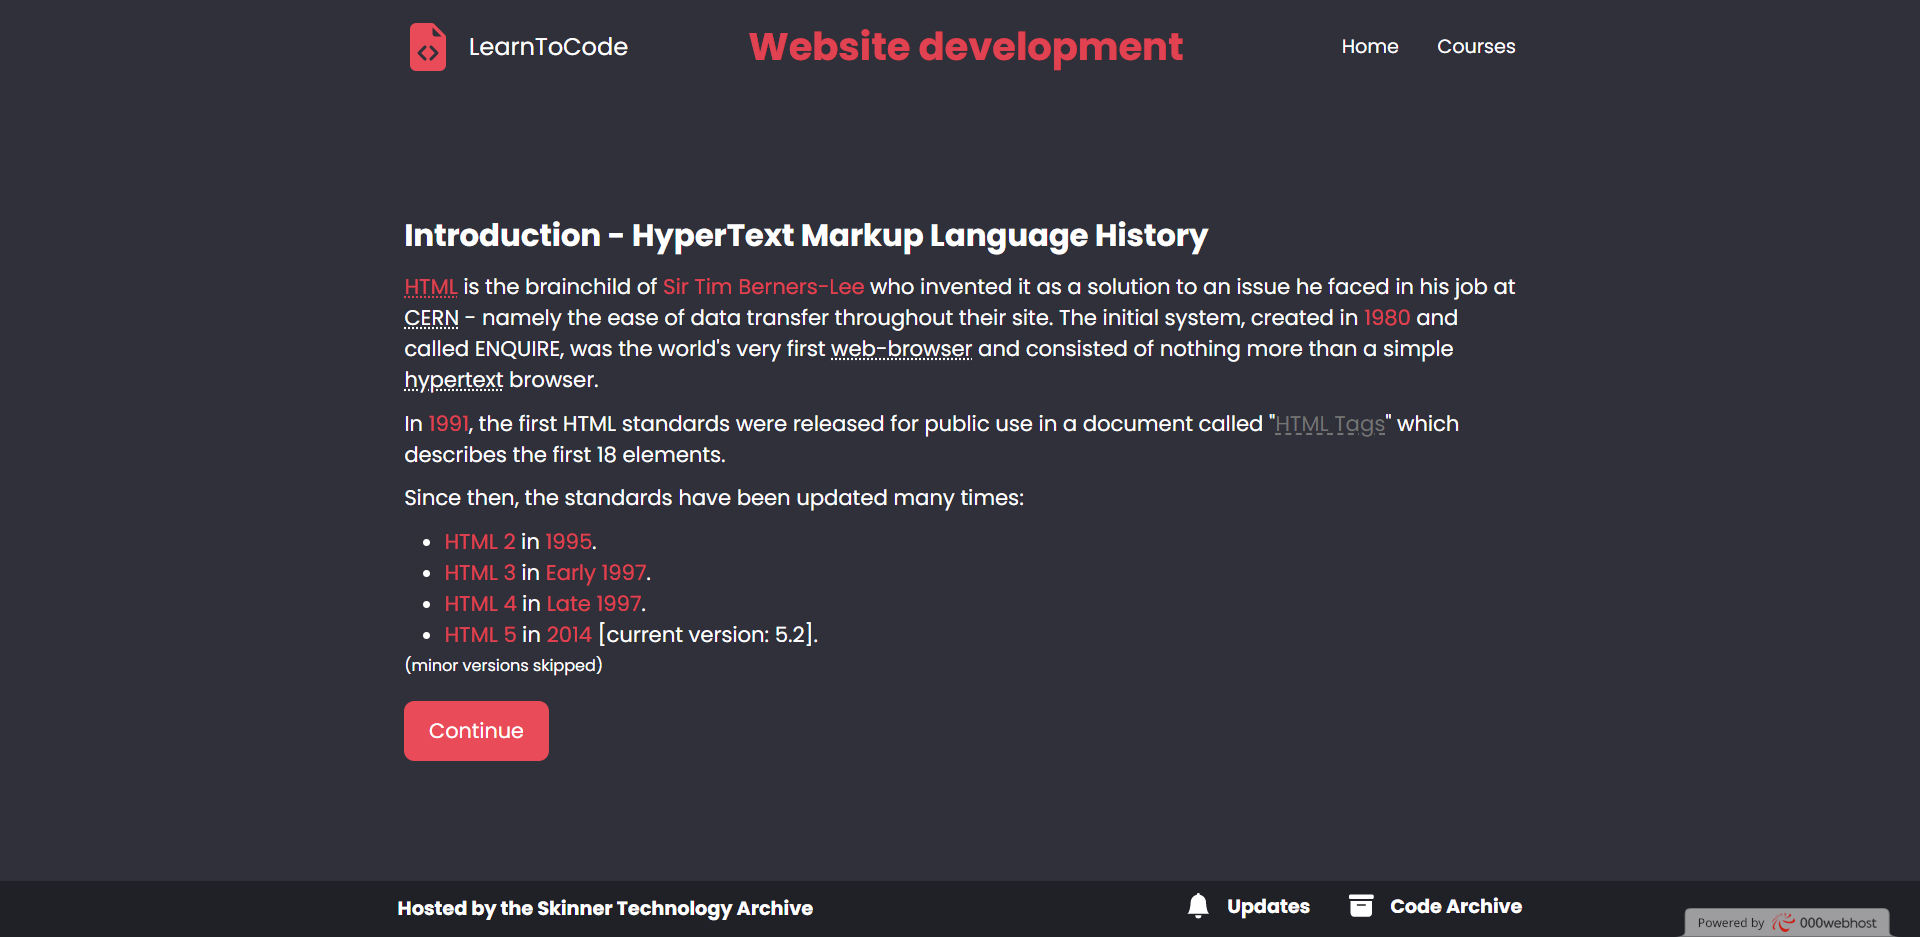 LearnToCode
Website development
Home
Courses
Introduction - HyperText Markup Language History
HTML is the brainchild of Sir Tim Berners-Lee who invented it as a solution to an issue he faced in his job at
CERN - namely the ease of data transfer throughout their site. The initial system, created in 1980 and
called ENQUIRE, was the world's very first web-browser and consisted of nothing more than a simple
hypertext browser.
In 1991, the first HTML standards were released for public use in a document called "HTML Tags" which
describes the first 18 elements.
Since then, the standards have been updated many times:
• HTML 2 in 1995.
• HTML 3 in Early 1997.
• HTML 4 in Late 1997.
• HTML 5 in 2014 [current version: 5.2].
(minor versions skipped)
Continue
Hosted by the Skinner Technology Archive
Updates
Code Archive
Powered by 000webhost